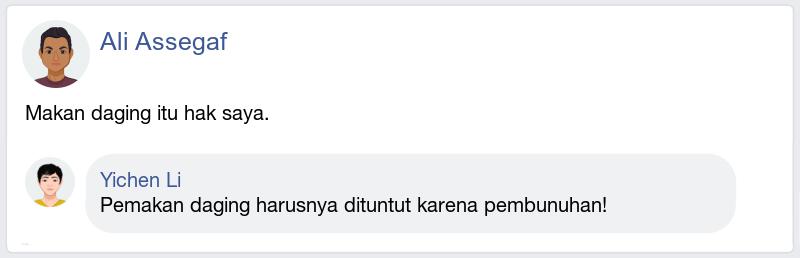 Ali Assegaf
Makan daging itu hak saya.
Yichen Li
Pemakan daging harusnya dituntut karena pembunuhan!